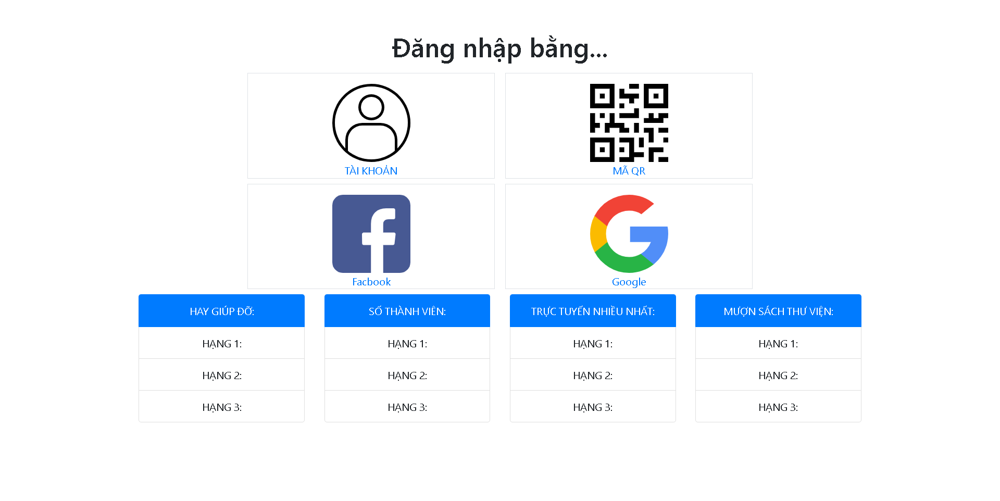 Đăng nhập bằng...
TÀI KHOẢN
MÃ QR
Facbook
Google
HAY GIÚP ĐỠ:
HẠNG 1:
HẠNG 2:
HẠNG 3:
SỐ THÀNH VIÊN:
HẠNG 1:
HẠNG 2:
HẠNG 3:
TRỰC TUYẾN NHIỀU NHẤT:
HẠNG 1:
HẠNG 2:
HẠNG 3:
MƯỢN SÁCH THƯ VIỆN:
HẠNG 1:
HẠNG 2:
HẠNG 3: